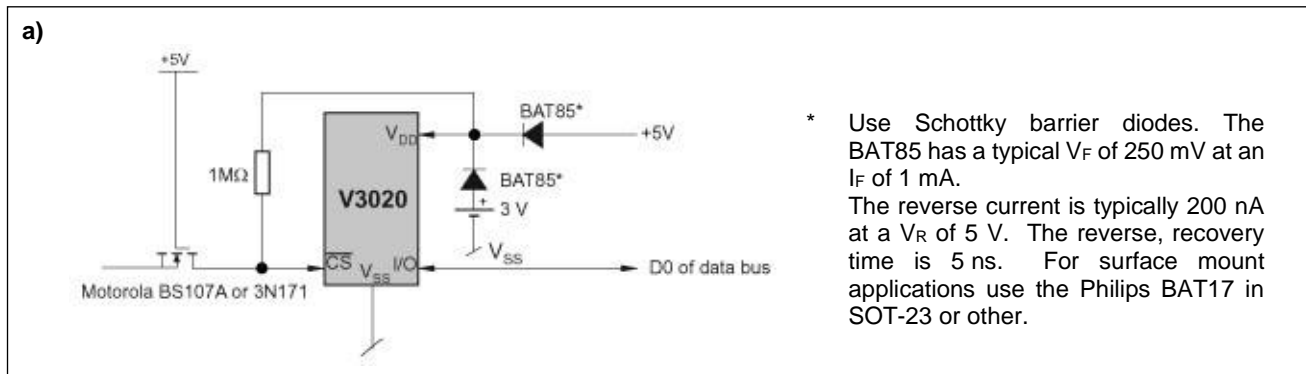 a)
+5V
BAT85*
VDD
+5V
1MΩ
BAT85*
V3020
+
3 V
VSS
CS VSS I/O
D0 of data bus
Motorola BS107A or 3N171
* Use Schottky barrier diodes. The
BAT85 has a typical VF of 250 mV at an
IF of 1 mA.
The reverse current is typically 200 nA
at a VR of 5 V. The reverse, recovery
time is 5 ns. For surface mount
applications use the Philips BAT17 in
SOT-23 or other.